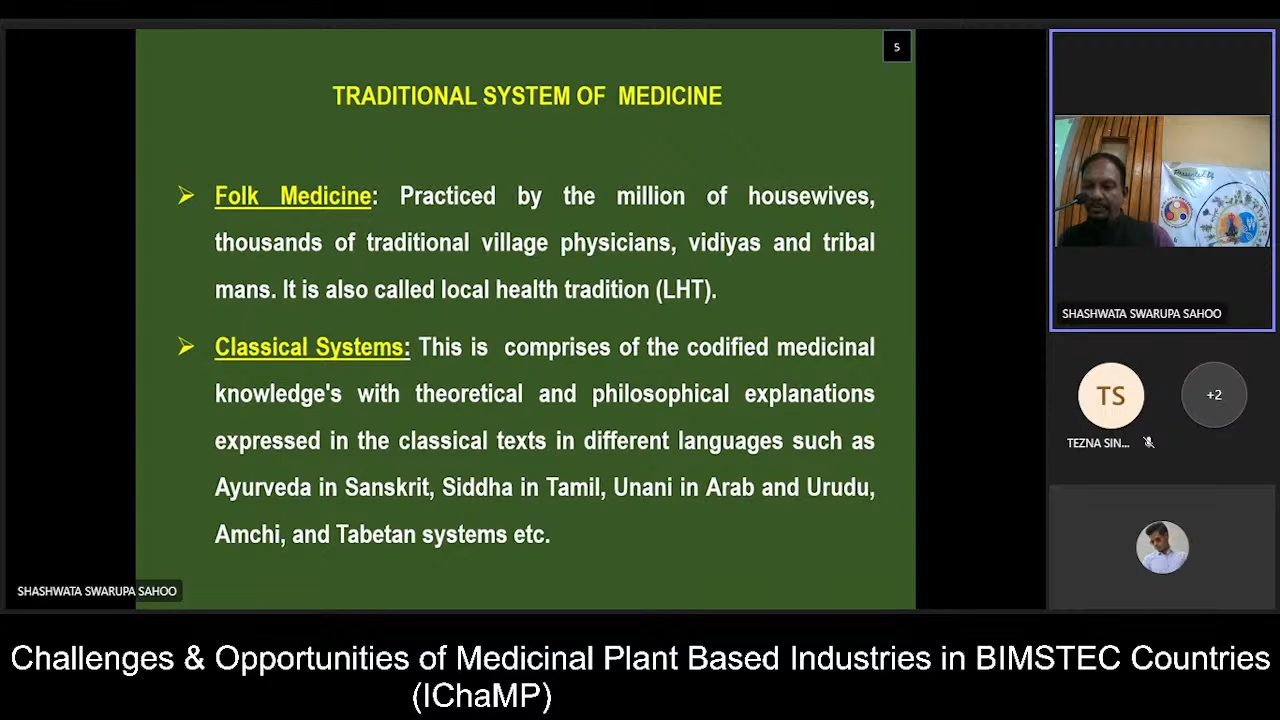 5
TRADITIONAL SYSTEM OF MEDICINE
Folk Medicine: Practiced by the million of housewives,
thousands of traditional village physicians, vidiyas and tribal
mans. It is also called local health tradition (LHT).
Classical Systems: This is comprises of the codified medicinal
knowledge's with theoretical and philosophical explanations
expressed in the classical texts in different languages such as
Ayurveda in Sanskrit, Siddha in Tamil, Unani in Arab and Urudu,
Amchi, and Tabetan systems etc.
SHASHWATA SWARUPA SAHOO
Presented By
SHASHWATA SWARUPA SAHOO
TS
+2
TEZNA SIN...
Challenges & Opportunities of Medicinal Plant Based Industries in BIMSTEC Countries
(IChaMP)